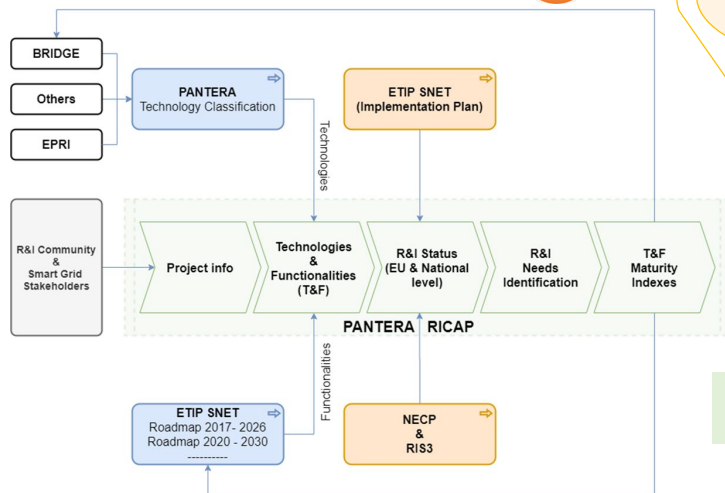 BRIDGE
Others
EPRI
PANTERA
Technology Classification
ETIP SNET
(Implementation Plan)
Technologies
R&I Community
&
Smart Grid
Stakeholders
Project info
Technologies
&
Functionalities
(T&F)
R&I Status
(EU & National
level)
R&I
Needs
Identification
T&F
Maturity
Indexes
PANTERA RICAP
Functionalities
ETIP SNET
Roadmap 2017- 2026
Roadmap 2020 - 2030
----------
NECP
&
RIS3